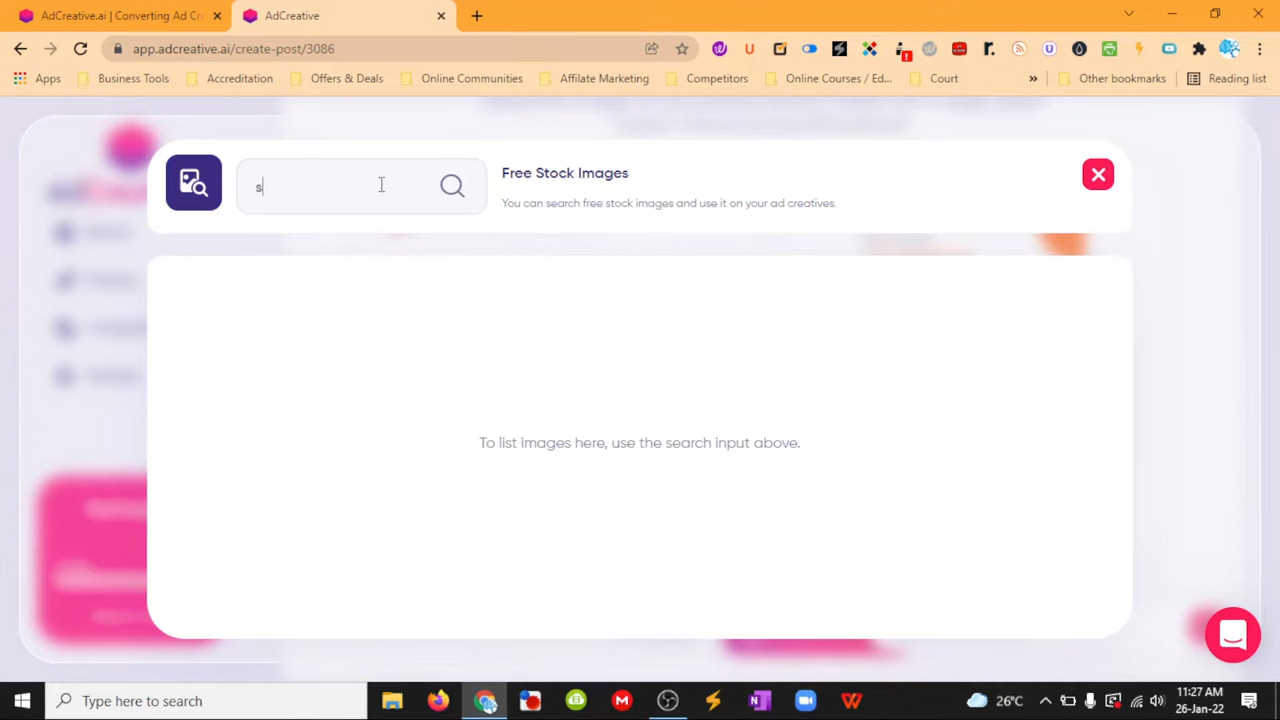 AdCreative.ai | Converting Ad Cr
AdCreative
app.adcreative.ai/create-post/3086
Apps
Business Tools
Accreditation
Offers & Deals
Online Communities
Affilate Marketing
Competitors
Online Courses / Ed...
Court
»
Other bookmarks
Reading list
s
Free Stock Images
You can search free stock images and use it on your ad creatives.
To list images here, use the search input above.
Type here to search
26°C
11:27 AM
26-Jan-22